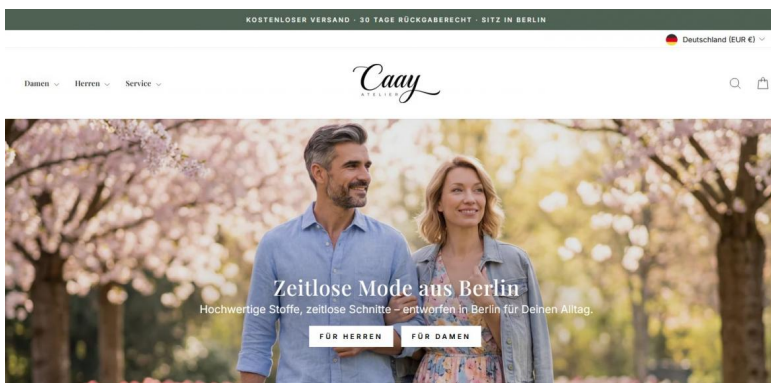 KOSTENLOSER VERSAND · 30 TAGE RÜCKGABERECHT · SITZ IN BERLIN
Deutschland (EUR €)
Damen
Herren
Service
Caay
ATELIER
Zeitlose Mode aus Berlin
Hochwertige Stoffe, zeitlose Schnitte – entworfen in Berlin für Deinen Alltag.
FÜR HERREN
FÜR DAMEN